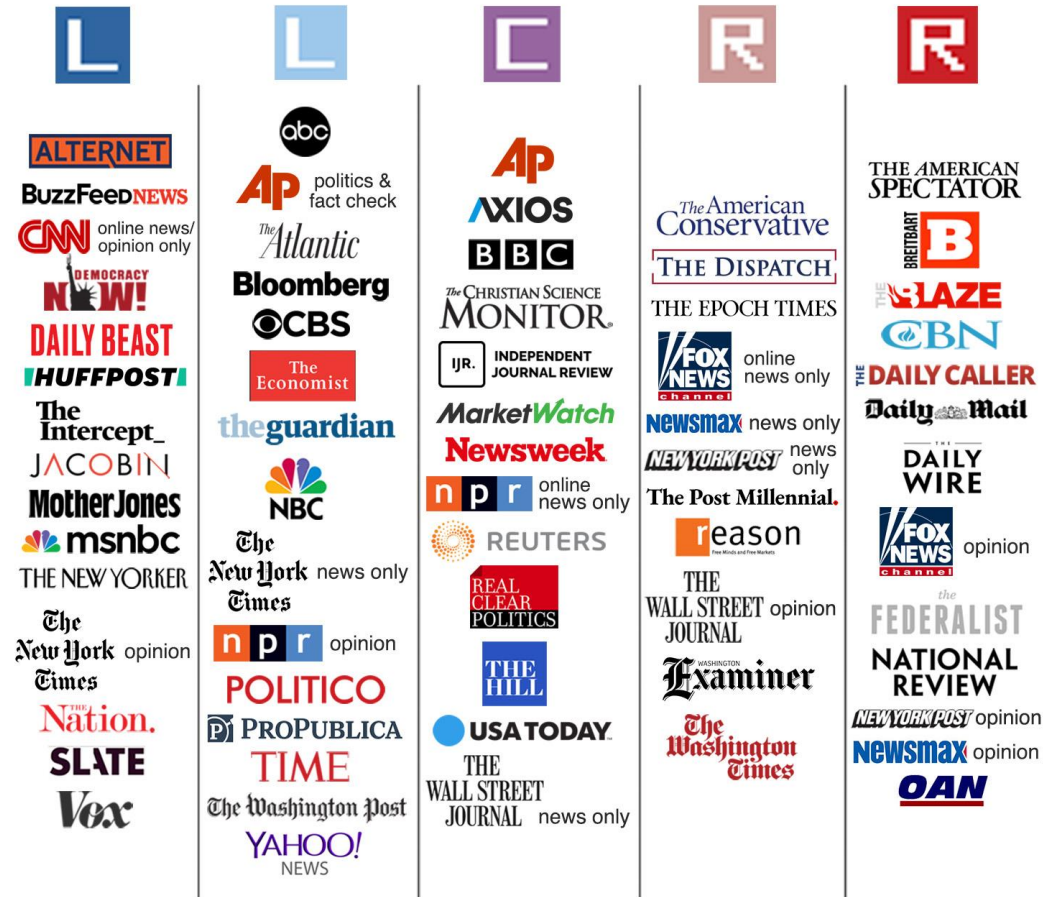 L
L
C
R
R
ALTERNET
BuzzFeedNEWS
CNN online news/
opinion only
DEMOCRACY
NOW!
DAILY BEAST
HUFFPOST
The
Intercept_
JACOBIN
Mother Jones
msnbc
THE NEW YORKER
The
New York opinion
Times
THE
Nation.
SLATE
Vox
abc
AP politics &
fact check
The
Atlantic
Bloomberg
CBS
The
Economist
theguardian
NBC
The
New York news only
Times
npr opinion
POLITICO
P PROPUBLICA
TIME
The Washington Post
YAHOO!
NEWS
AP
AXIOS
BBC
The CHRISTIAN SCIENCE
MONITOR®
IJR. INDEPENDENT
JOURNAL REVIEW
MarketWatch
Newsweek
npr online
news only
REUTERS
REAL
CLEAR
POLITICS
THE
HILL
USA TODAY
THE
WALL STREET
JOURNAL news only
The American
Conservative
THE DISPATCH
THE EPOCH TIMES
FOX
NEWS
channel
online
news only
Newsmax news only
NEW YORK POST news
only
The Post Millennial.
reason
Free Minds and Free Markets
THE
WALL STREET opinion
JOURNAL
WASHINGTON
Examiner
The
Washington
Times
THE AMERICAN
SPECTATOR
BREITBART
B
THE
BLAZE
CBN
THE DAILY CALLER
Daily Mail
THE
DAILY
WIRE
FOX
NEWS
channel
opinion
the
FEDERALIST
NATIONAL
REVIEW
NEW YORK POST opinion
Newsmax opinion
OAN